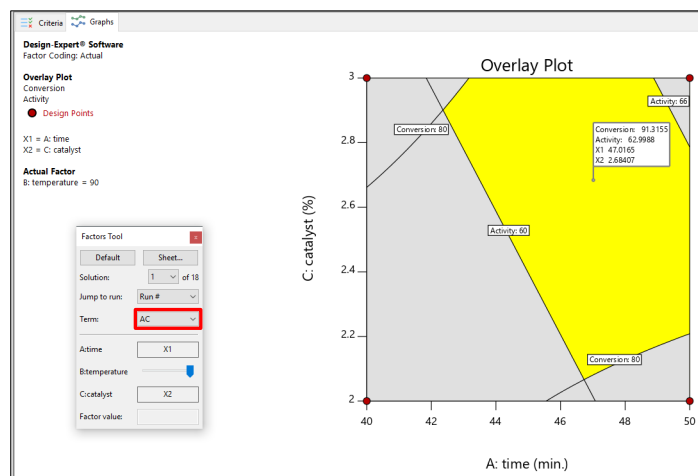 Criteria
Graphs
Design-Expert® Software
Factor Coding: Actual
Overlay Plot
Conversion
Activity
Design Points
X1 = A: time
X2 = C: catalyst
Actual Factor
B: temperature = 90
Factors Tool
x
Default
Sheet...
Solution:
1
of 18
Jump to run:
Run #
Term:
AC
A:time
X1
B:temperature
C:catalyst
X2
Factor value:
Overlay Plot
C: catalyst (%)
3
2.8
2.6
2.4
2.2
2
40
42
44
46
48
50
A: time (min.)
Conversion: 80
Activity: 66
Conversion: 91.3155
Activity: 62.9988
X1 47.0165
X2 2.68407
Activity: 60
Conversion: 80